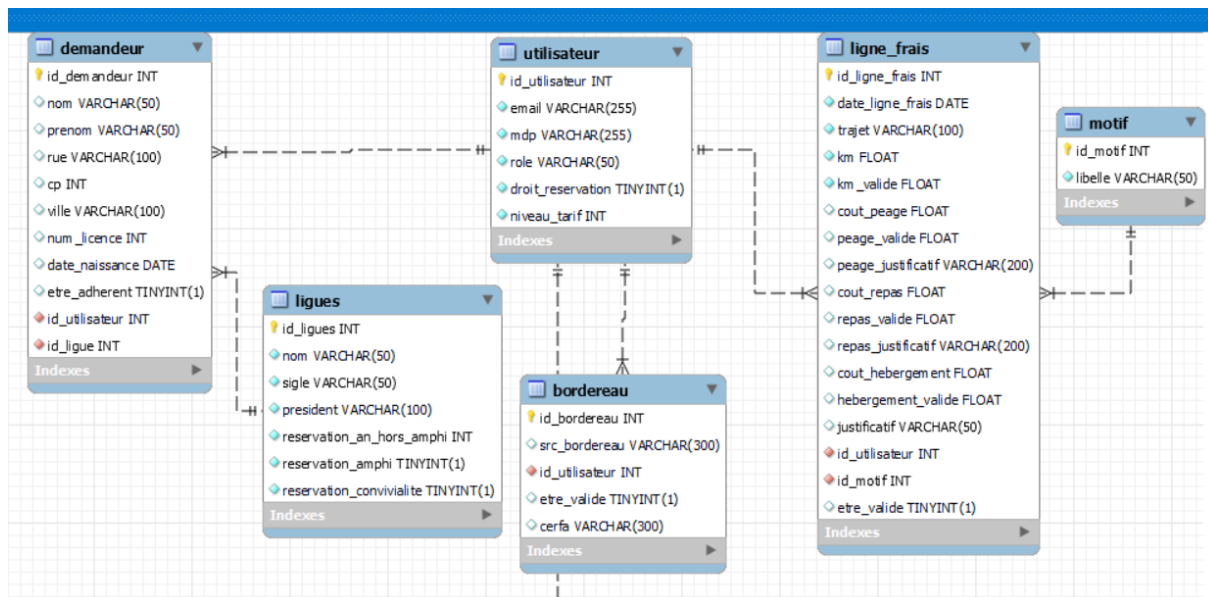 demandeur
id_demandeur INT
nom VARCHAR(50)
prenom VARCHAR(50)
rue VARCHAR(100)
cp INT
ville VARCHAR(100)
num _licence INT
date_naissance DATE
etre_adherent TINYINT(1)
id_utilisateur INT
id_ligue INT
Indexes
ligues
id_ligues INT
nom VARCHAR(50)
sigle VARCHAR(50)
president VARCHAR(100)
reservation_an_hors_amphi INT
reservation_amphi TINYINT(1)
reservation_convivialite TINYINT(1)
Indexes
utilisateur
id_utilisateur INT
email VARCHAR(255)
mdp VARCHAR(255)
role VARCHAR(50)
droit_reservation TINYINT(1)
niveau_tarif INT
Indexes
bordereau
id_bordereau INT
src_bordereau VARCHAR(300)
id_utilisateur INT
etre_valide TINYINT(1)
cerfa VARCHAR(300)
Indexes
ligne_frais
id_ligne_frais INT
date_ligne_frais DATE
trajet VARCHAR(100)
km FLOAT
km_valide FLOAT
cout_peage FLOAT
peage_valide FLOAT
peage_justificatif VARCHAR(200)
cout_repas FLOAT
repas_valide FLOAT
repas_justificatif VARCHAR(200)
cout_hebergement FLOAT
hebergement_valide FLOAT
justificatif VARCHAR(50)
id_utilisateur INT
id_motif INT
etre_valide TINYINT(1)
Indexes
motif
id_motif INT
libelle VARCHAR(50)
Indexes